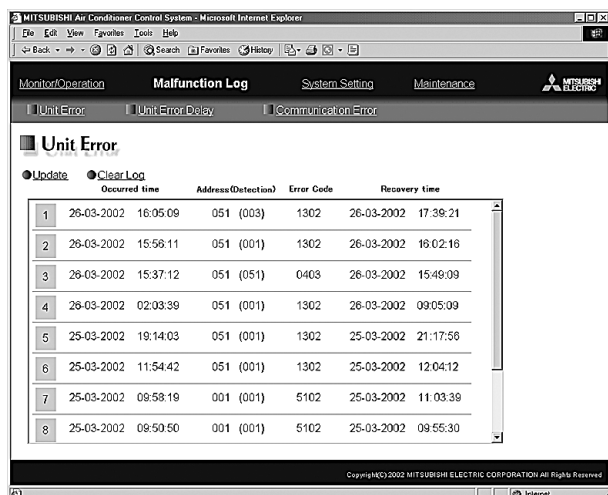 MITSUBISHI Air Conditioner Control System - Microsoft Internet Explorer
File Edit View Favorites Tools Help
Back Search Favorites History
Monitor/Operation Malfunction Log System Setting Maintenance MITSUBISHI ELECTRIC
Unit Error Unit Error Delay Communication Error
Unit Error
Update Clear Log
Occurred time Address(Detection) Error Code Recovery time
1 26-03-2002 16:05:09 051 (003) 1302 26-03-2002 17:39:21
2 26-03-2002 15:56:11 051 (001) 1302 26-03-2002 16:02:16
3 26-03-2002 15:37:12 051 (051) 0403 26-03-2002 15:49:09
4 26-03-2002 02:03:39 051 (001) 1302 26-03-2002 09:05:09
5 25-03-2002 19:14:03 051 (001) 1302 25-03-2002 21:17:56
6 25-03-2002 11:54:42 051 (001) 1302 25-03-2002 12:04:12
7 25-03-2002 09:58:19 001 (001) 5102 25-03-2002 11:03:39
8 25-03-2002 09:50:50 001 (001) 5102 25-03-2002 09:55:30
Copyright(C) 2002 MITSUBISHI ELECTRIC CORPORATION All Rights Reserved
Internet